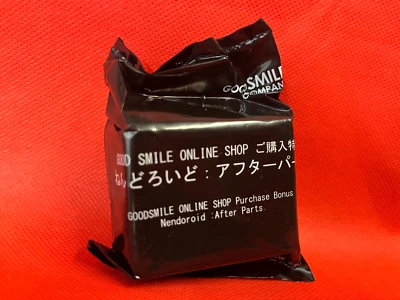 GOODSMILE
COMPANY
GOOD SMILE ONLINE SHOP ご購入特
ねんどろいど：アフターパー
GOODSMILE ONLINE SHOP Purchase Bonus
Nendoroid :After Parts